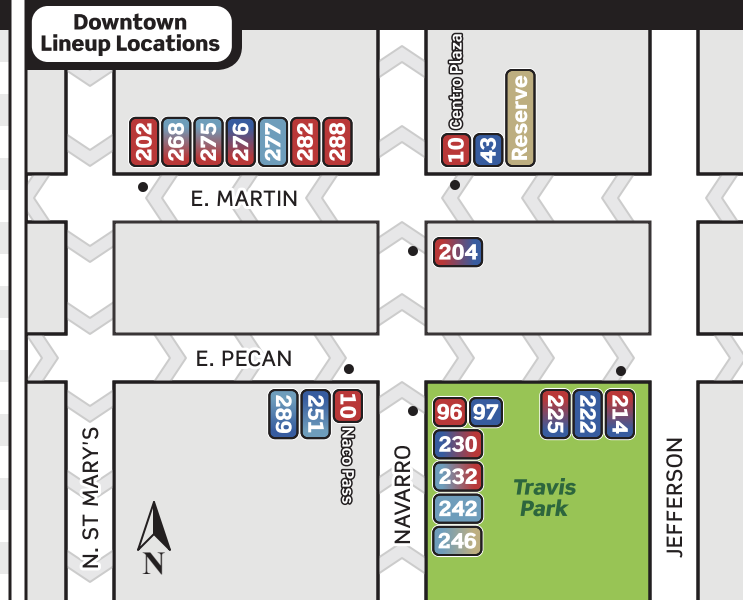 Downtown
Lineup Locations
Centro Plaza
202
268
275
276
277
282
288
10
43
Reserve
E. MARTIN
204
E. PECAN
289
251
10
Naco Pass
96
97
225
222
214
230
232
242
246
Travis
Park
N. ST MARY'S
NAVARRO
JEFFERSON
N